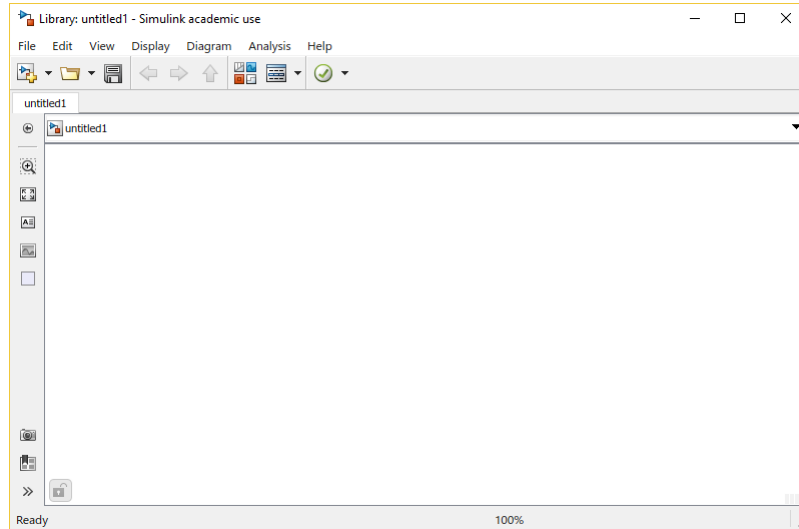 Library: untitled1 - Simulink academic use
File Edit View Display Diagram Analysis Help
untitled1
untitled1
Ready 100%